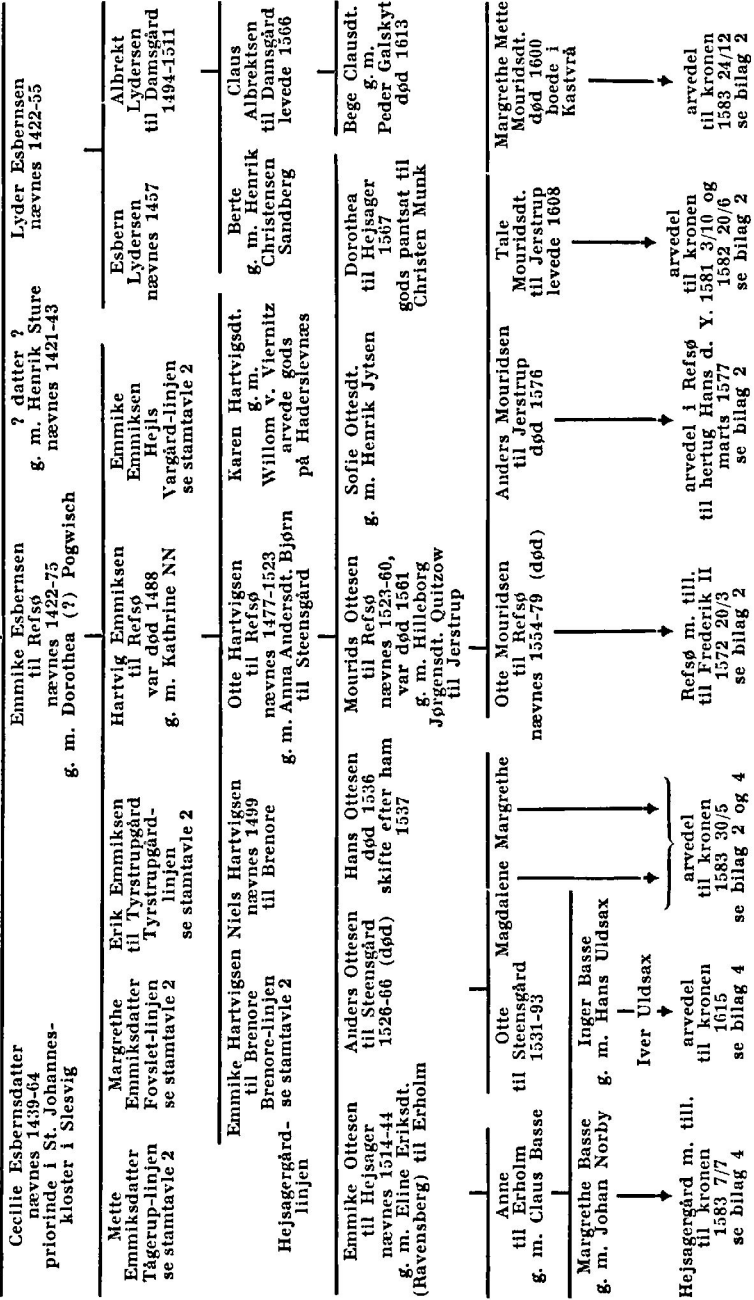 Cecilie Esbernsdatter
nævnes 1439-64
priorinde i St. Johannes-
kloster i Slesvig
Emmike Esbernsen
til Refsø
nævnes 1422-75
g. m. Dorothea (?) Pogwisch
? datter ?
g. m. Henrik Sture
nævnes 1421-43
Lyder Esbernsen
nævnes 1422-55
Mette
Emmiksdatter
Tågerup-linjen
se stamtavle 2
Margrethe
Emmiksdatter
Fovslet-linjen
se stamtavle 2
Erik Emmiksen
til Tyrstrupgård
Tyrstrupgård-
linjen
se stamtavle 2
Hartvig Emmiksen
til Refsø
var død 1488
g. m. Kathrine NN
Emmike
Emmiksen
Hejls
Vargård-linjen
se stamtavle 2
Esbern
Lydersen
nævnes 1457
Albrekt
Lydersen
til Damsgård
1494-1511
Hejsagergård-
linjen
Emmike Hartvigsen
til Brenore
Brenore-linjen
se stamtavle 2
Niels Hartvigsen
nævnes 1499
til Brenore
Otte Hartvigsen
til Refsø
nævnes 1477-1523
g. m. Anna Andersdt. Bjørn
til Steensgård
Karen Hartvigsdt.
g. m.
Willom v. Viernitz
arvede gods
på Haderslevnæs
Berte
g. m. Henrik
Christensen
Sandberg
Claus
Albrektsen
til Damsgård
levede 1566
Emmike Ottesen
til Hejsager
nævnes 1514-44
g. m. Eline Eriksdt.
(Ravensberg) til Erholm
Anders Ottesen
til Steensgård
1526-66 (død)
Hans Ottesen
død 1536
skifte efter ham
1537
Mourids Ottesen
til Refsø
nævnes 1523-60,
var død 1561
g. m. Hilleborg
Jørgensdt. Quitzow
til Jerstrup
Sofie Ottesdt.
g. m. Henrik Jytsen
Dorothea
til Hejsager
1567
gods pantsat til
Christen Munk
Bege Clausdt.
g. m.
Peder Galskyt
død 1613
Anne
til Erholm
g. m. Claus Basse
Otte
til Steensgård
1531-93
Magdalene
Margrethe
Otte Mouridsen
til Refsø
nævnes 1554-79 (død)
Anders Mouridsen
til Jerstrup
død 1576
Tale
Mouridsdt.
til Jerstrup
levede 1608
Margrethe Mette
Mouridsdt.
død 1600
boede i
Kastvrå
Margrethe Basse
g. m. Johan Norby
Inger Basse
g. m. Hans Uldsax
Iver Uldsax
Hejsagergård m. till.
til kronen
1583 7/7
se bilag 4
arvedel
til kronen
1615
se bilag 4
arvedel
til kronen
1583 30/5
se bilag 2 og 4
Refsø m. till.
til Frederik II
1572 20/3
se bilag 2
arvedel i Refsø
til hertug Hans d. Y.
marts 1577
se bilag 2
arvedel
til kronen
1581 3/10 og
1582 20/6
se bilag 2
arvedel
til kronen
1583 24/12
se bilag 2